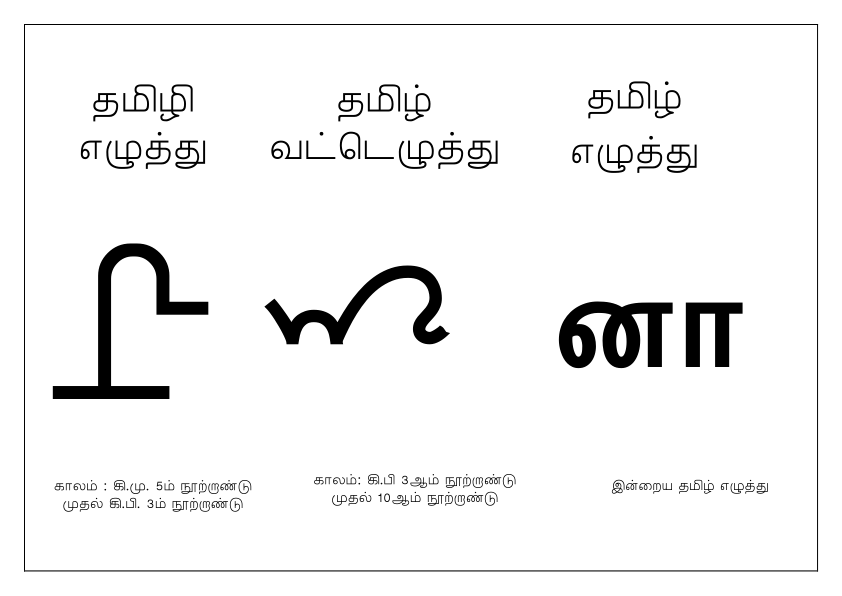 தமிழி
எழுத்து
தமிழ்
வட்டெழுத்து
தமிழ்
எழுத்து
னா
காலம் : கி.மு. 5ம் நூற்றாண்டு
முதல் கி.பி. 3ம் நூற்றாண்டு
காலம்: கி.பி 3ஆம் நூற்றாண்டு
முதல் 10ஆம் நூற்றாண்டு
இன்றைய தமிழ் எழுத்து